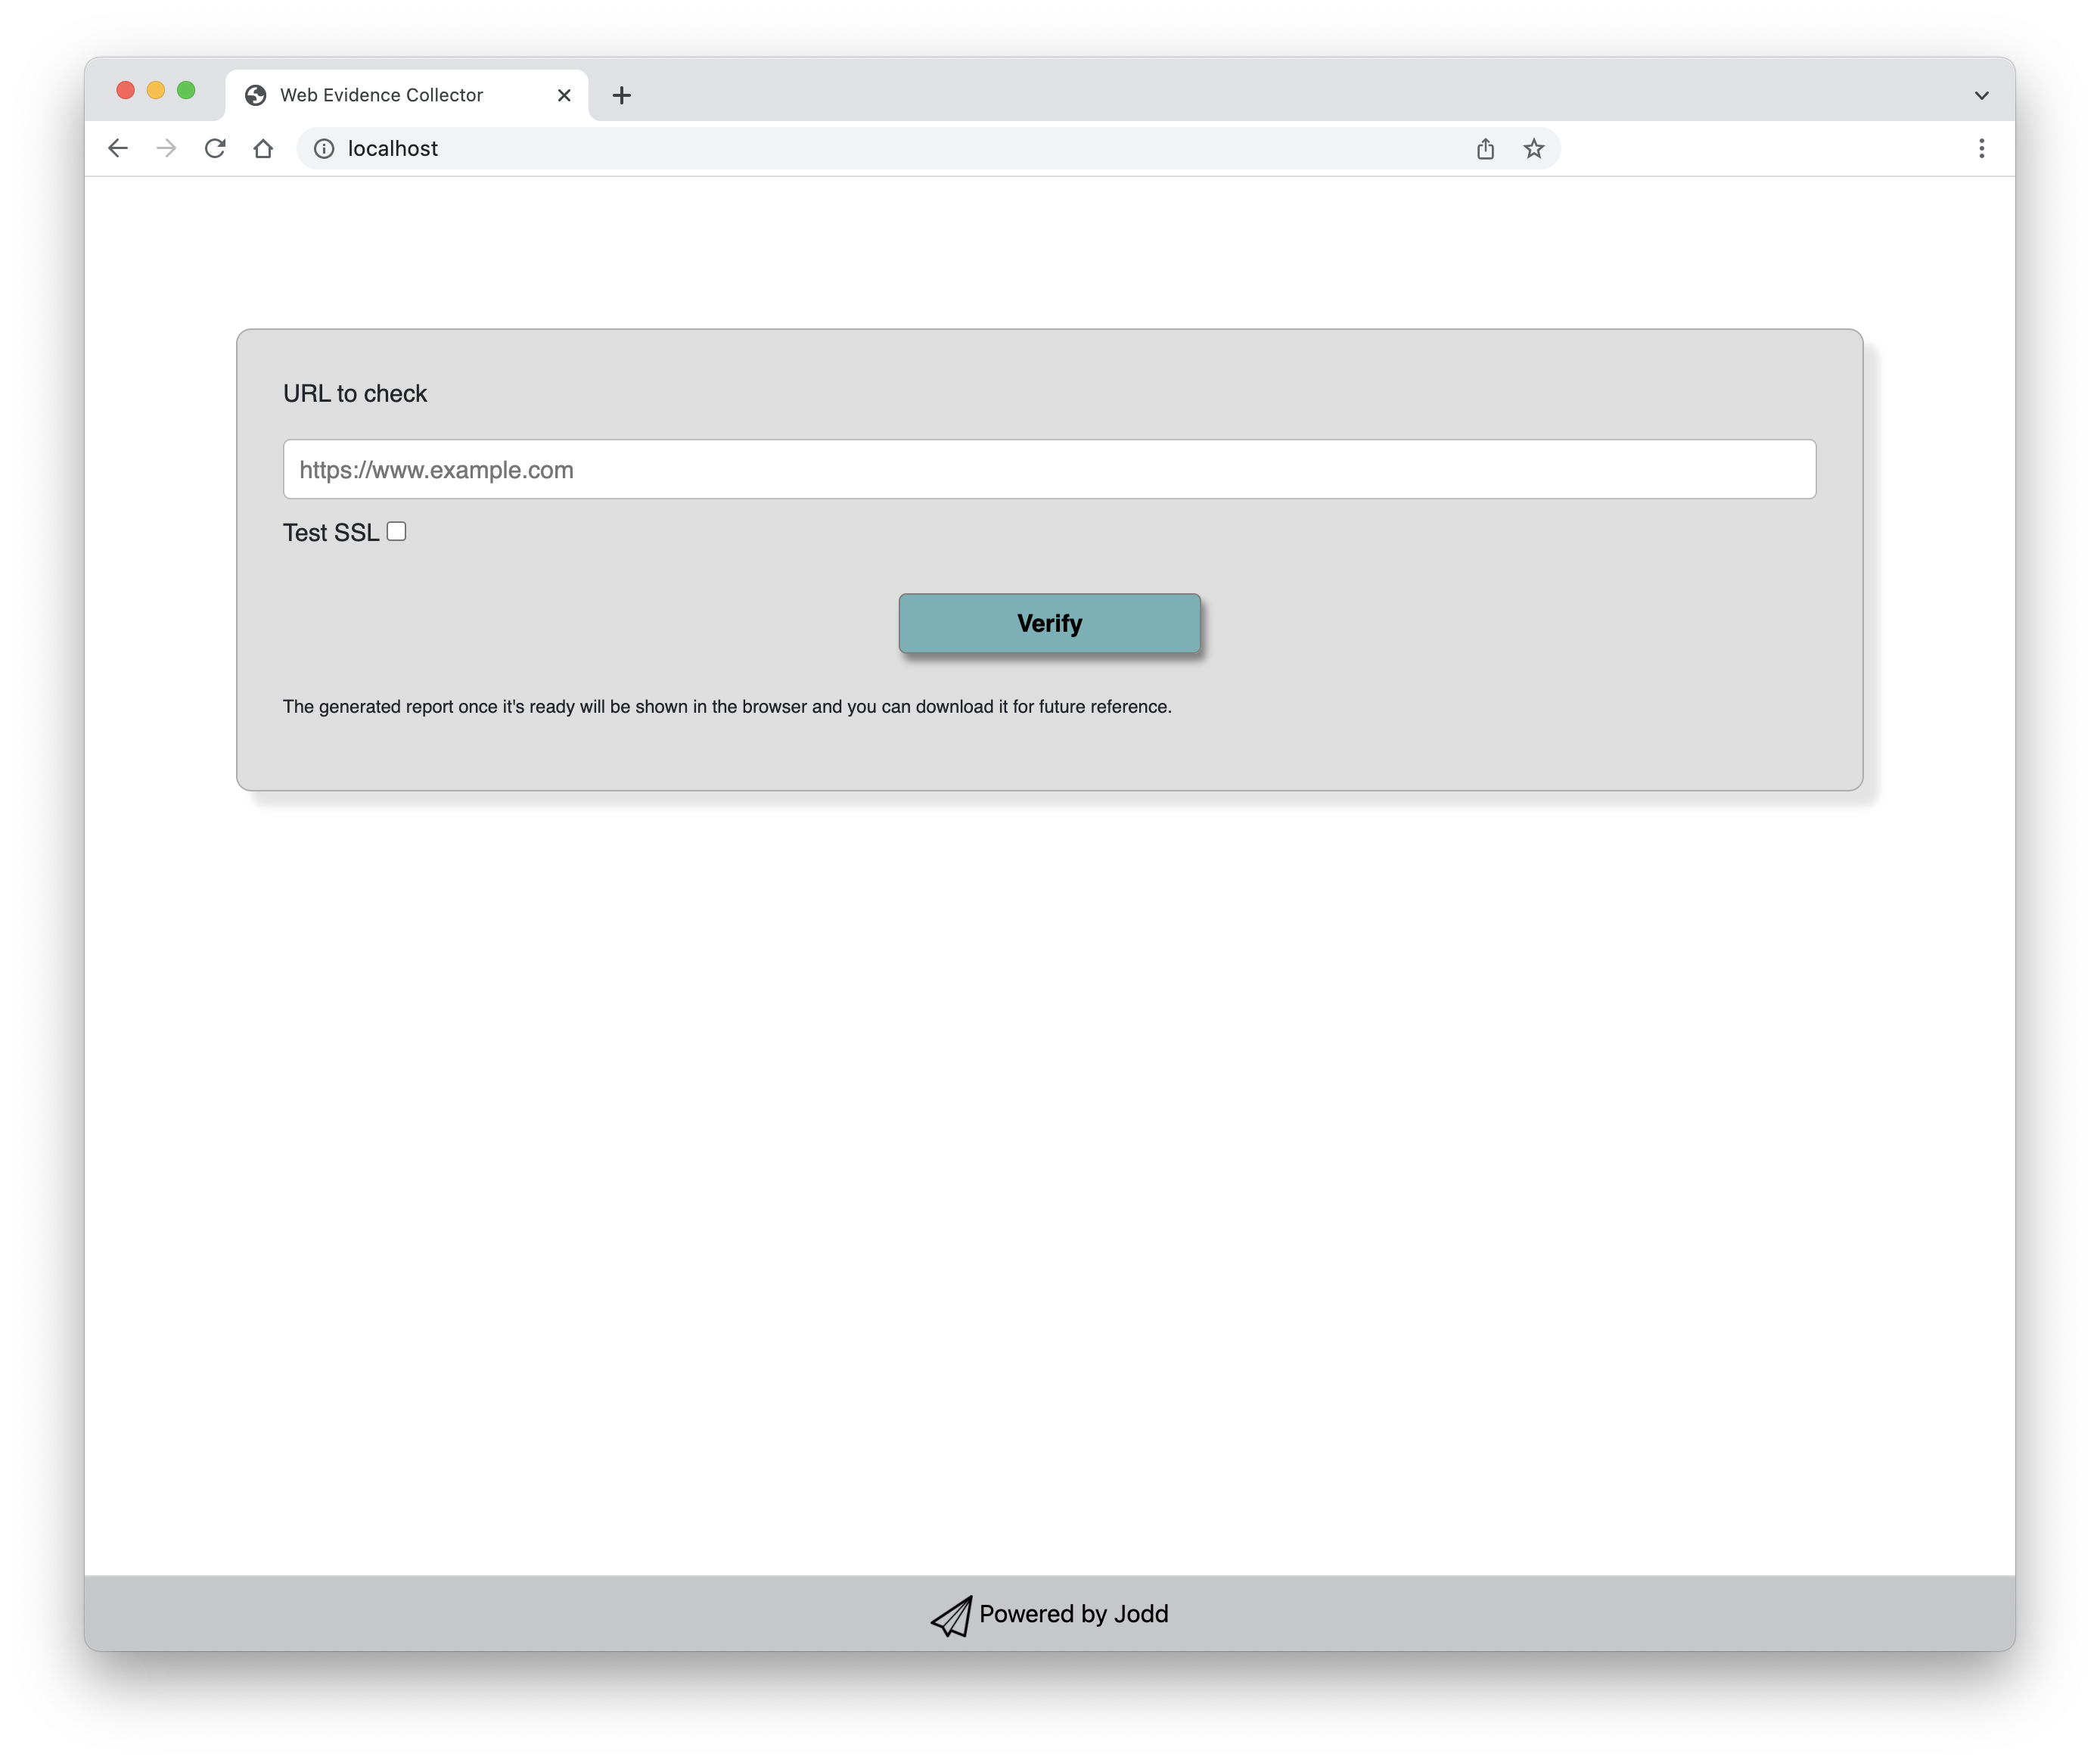 Web Evidence Collector
localhost
URL to check
https://www.example.com
Test SSL
Verify
The generated report once it's ready will be shown in the browser and you can download it for future reference.
Powered by Jodd